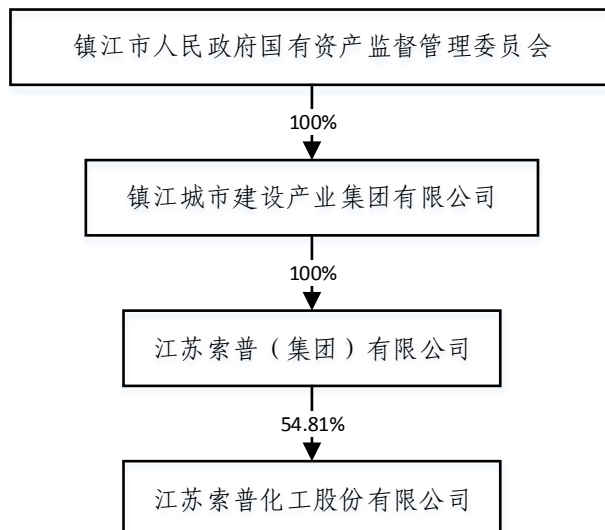 镇江市人民政府国有资产监督管理委员会
100%
镇江城市建设产业集团有限公司
100%
江苏索普（集团）有限公司
54.81%
江苏索普化工股份有限公司